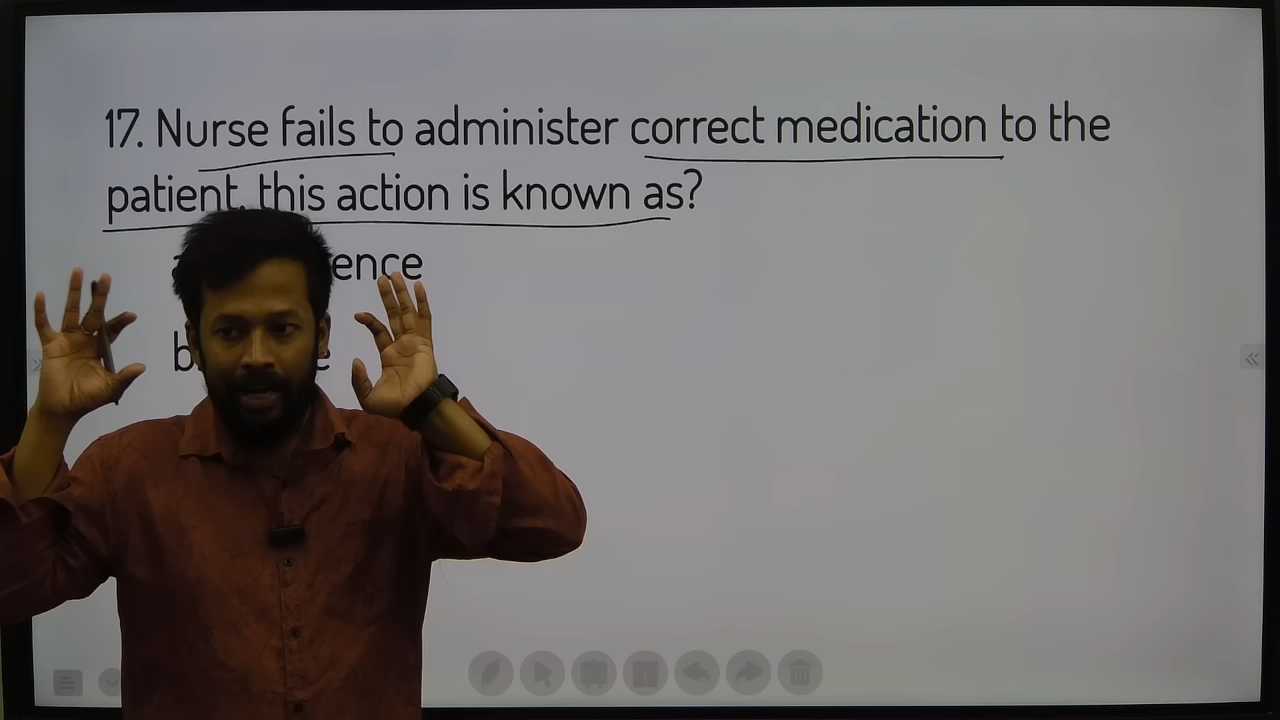 17. Nurse fails to administer correct medication to the
patient, this action is known as?
ence
b
e